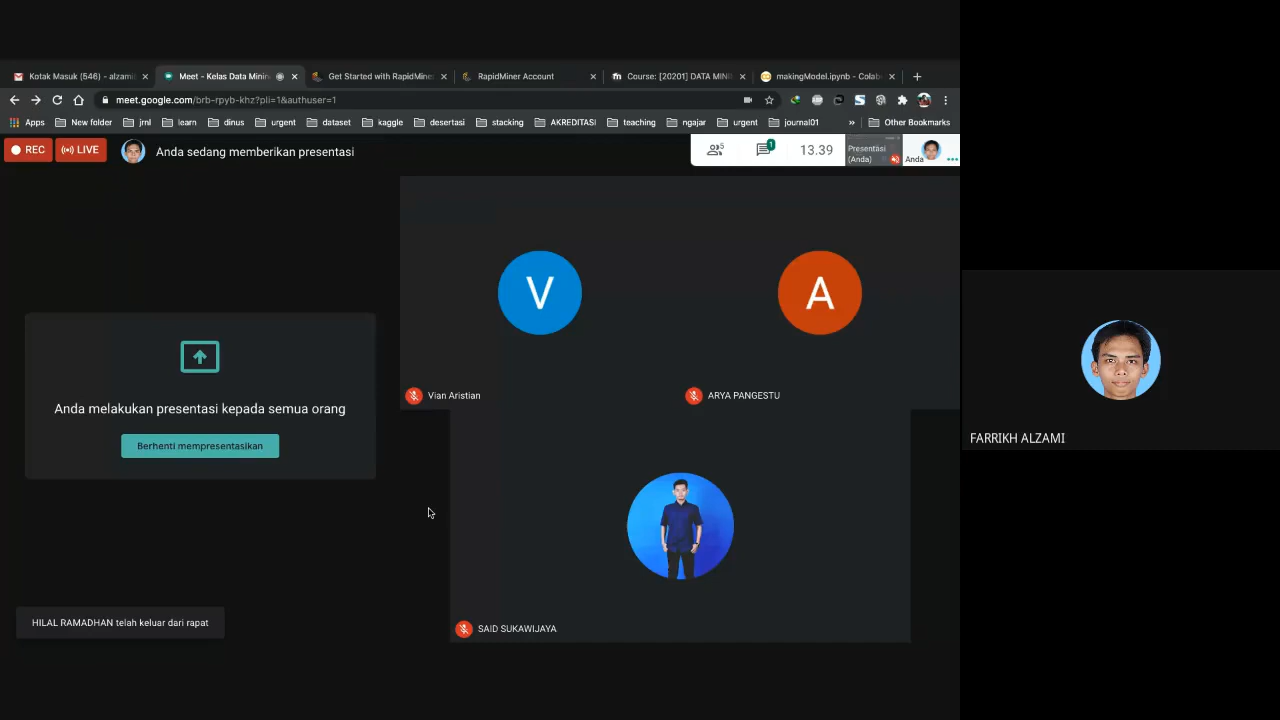 Kotak Masuk (546) - alzami
Meet - Kelas Data Minin
Get Started with RapidMiner
RapidMiner Account
Course: [20201] DATA MINI
makingModel.ipynb - Colab
meet.google.com/brb-rpyb-khz?pli=1&authuser=1
Apps
New folder
jrnl
learn
dinus
urgent
dataset
kaggle
desertasi
stacking
AKREDITASI
teaching
ngajar
urgent
journal01
»
Other Bookmarks
REC
LIVE
Anda sedang memberikan presentasi
5
1
13.39
Presentasi
(Anda)
Anda
V
A
Anda melakukan presentasi kepada semua orang
Berhenti mempresentasikan
Vian Aristian
ARYA PANGESTU
FARRIKH ALZAMI
HILAL RAMADHAN telah keluar dari rapat
SAID SUKAWIJAYA